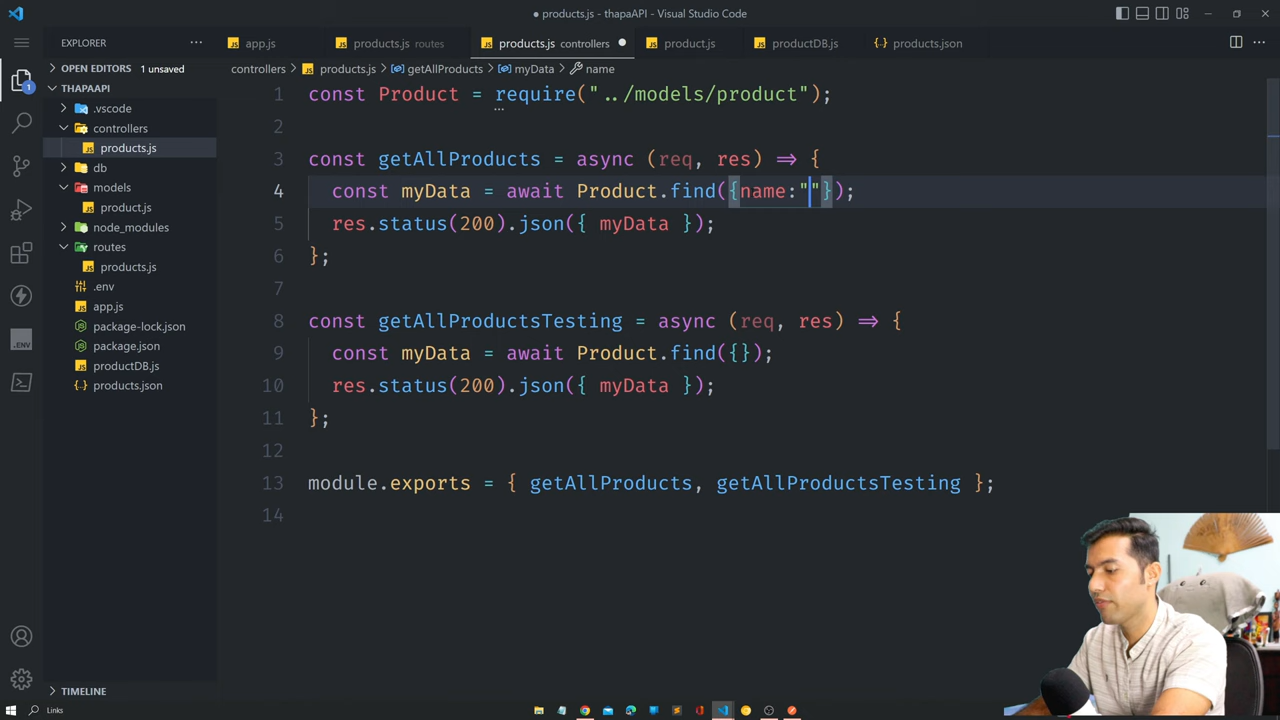 ● products.js - thapaAPI - Visual Studio Code
EXPLORER
app.js
products.js routes
products.js controllers
product.js
productDB.js
products.json
OPEN EDITORS 1 unsaved
controllers > products.js > getAllProducts > myData > name
THAPAAPI
.vscode
controllers
products.js
db
models
product.js
node_modules
routes
products.js
.env
app.js
package-lock.json
package.json
productDB.js
products.json
TIMELINE
1 const Product = require("../models/product");
2
3 const getAllProducts = async (req, res) => {
4 const myData = await Product.find({name:""});
5 res.status(200).json({ myData });
6 };
7
8 const getAllProductsTesting = async (req, res) => {
9 const myData = await Product.find({});
10 res.status(200).json({ myData });
11 };
12
13 module.exports = { getAllProducts, getAllProductsTesting };
14
1
.ENV
Links